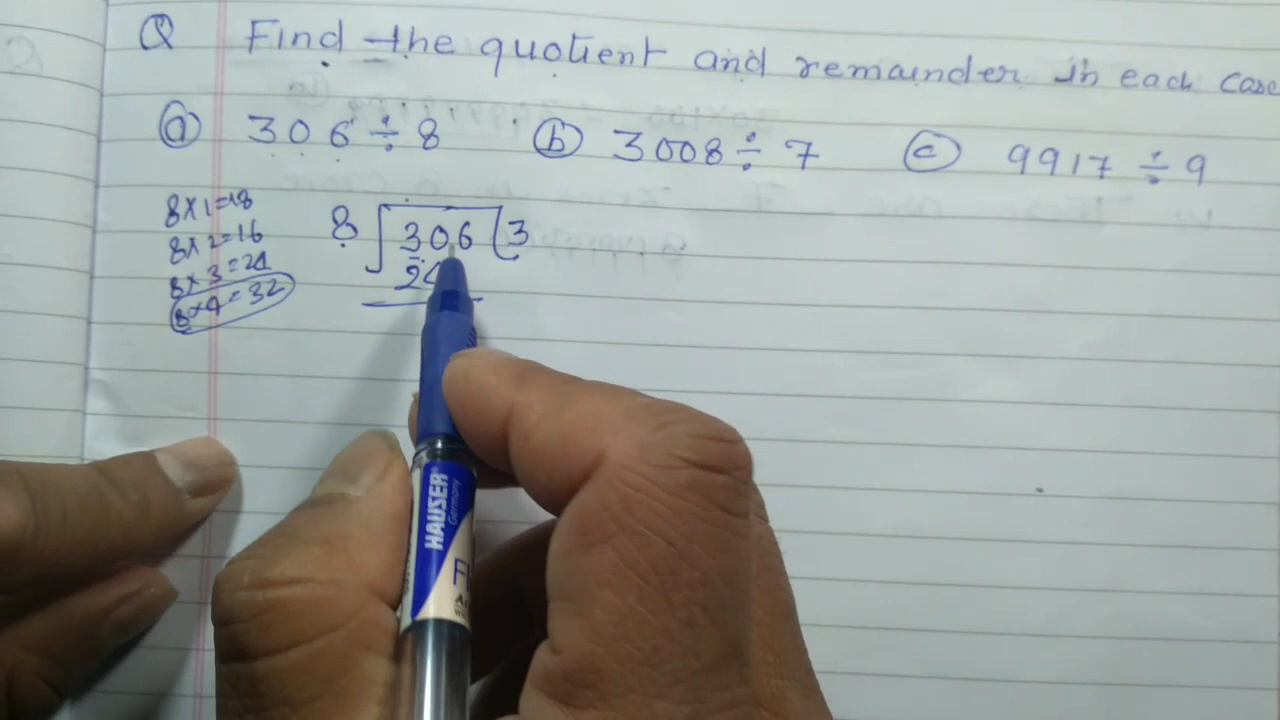 Q Find the quotient and remainder in each case
(a) 306 ÷ 8 (b) 3008 ÷ 7 (c) 9917 ÷ 9
8×1=18
8×2=16
8×3=24
8×4=32
8 306 3
24
HAUSER
Germany